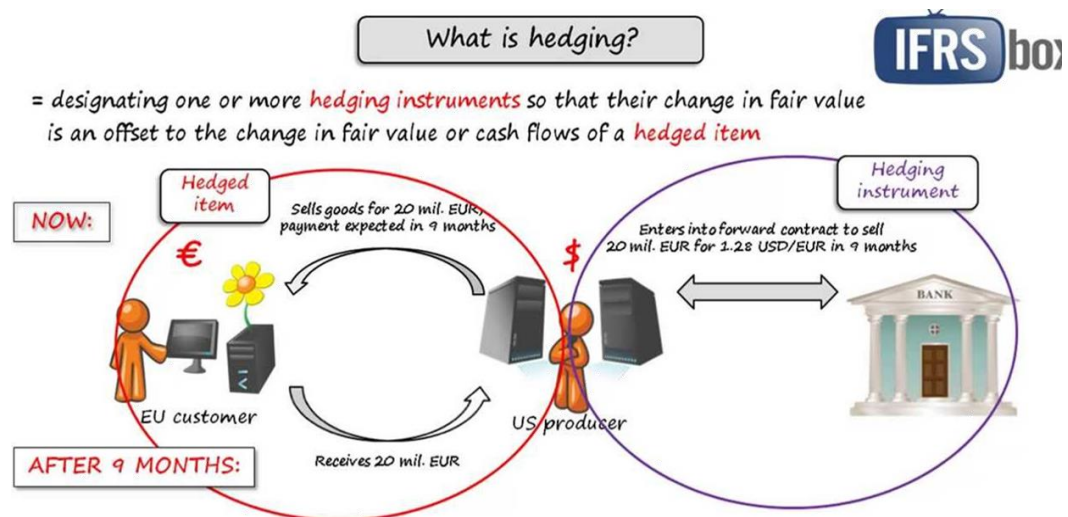 What is hedging?
IFRS box
= designating one or more hedging instruments so that their change in fair value
is an offset to the change in fair value or cash flows of a hedged item
Hedged
item
Hedging
instrument
NOW:
Sells goods for 20 mil. EUR,
payment expected in 9 months
Enters into forward contract to sell
20 mil. EUR for 1.28 USD/EUR in 9 months
€
$
BANK
EU customer
US producer
AFTER 9 MONTHS:
Receives 20 mil. EUR